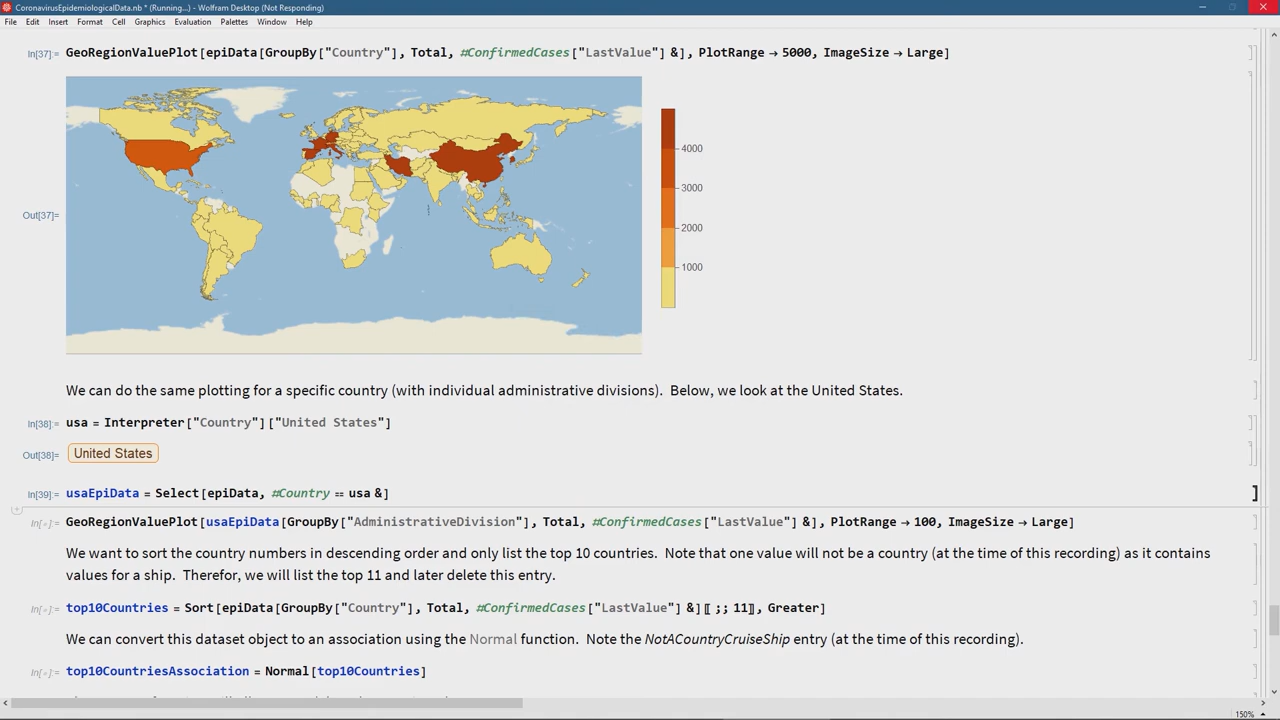 CoronavirusEpidemiologicalData.nb * (Running...) - Wolfram Desktop (Not Responding)
File Edit Insert Format Cell Graphics Evaluation Palettes Window Help
In[37]:= GeoRegionValuePlot[epiData[GroupBy["Country"], Total, #ConfirmedCases["LastValue"] &], PlotRange → 5000, ImageSize → Large]
4000
3000
Out[37]=
2000
1000
We can do the same plotting for a specific country (with individual administrative divisions). Below, we look at the United States.
In[38]:= usa = Interpreter["Country"]["United States"]
Out[38]= United States
In[39]:= usaEpiData = Select[epiData, #Country == usa &]
In[*]:= GeoRegionValuePlot[usaEpiData[GroupBy["AdministrativeDivision"], Total, #ConfirmedCases["LastValue"] &], PlotRange → 100, ImageSize → Large]
We want to sort the country numbers in descending order and only list the top 10 countries. Note that one value will not be a country (at the time of this recording) as it contains
values for a ship. Therefor, we will list the top 11 and later delete this entry.
In[*]:= top10Countries = Sort[epiData[GroupBy["Country"], Total, #ConfirmedCases["LastValue"] &]〚 ;; 11〛, Greater]
We can convert this dataset object to an association using the Normal function. Note the NotACountryCruiseShip entry (at the time of this recording).
In[*]:= top10CountriesAssociation = Normal[top10Countries]
150%